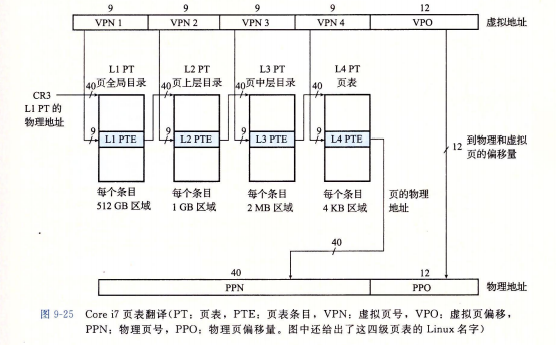 9 9 9 9 12
VPN 1 VPN 2 VPN 3 VPN 4 VPO 虚拟地址
L1 PT L2 PT L3 PT L4 PT
页全局目录 页上层目录 页中层目录 页表
CR3 40 40 40 40
L1 PT 的
物理地址
9 9 9 9
L1 PTE L2 PTE L3 PTE L4 PTE
12 到物理和虚拟
页的偏移量
每个条目 每个条目 每个条目 每个条目 页的物理
512 GB 区域 1 GB 区域 2 MB 区域 4 KB 区域 地址
40
40 12
PPN PPO 物理地址
图 9-25 Core i7 页表翻译(PT：页表，PTE：页表条目，VPN：虚拟页号，VPO：虚拟页偏移，
PPN：物理页号，PPO：物理页偏移量。图中还给出了这四级页表的 Linux 名字)